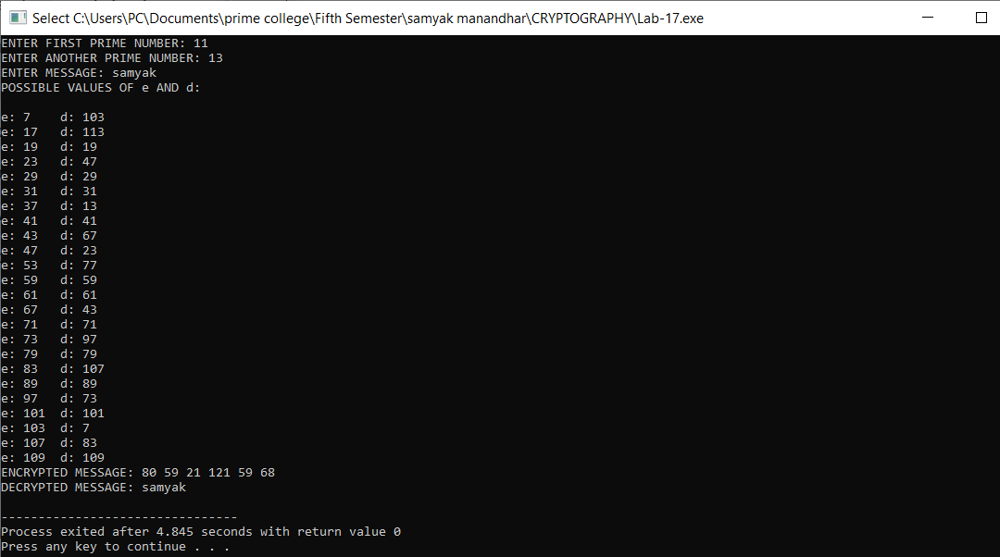 Select C:\Users\PC\Documents\prime college\Fifth Semester\samyak manandhar\CRYPTOGRAPHY\Lab-17.exe
ENTER FIRST PRIME NUMBER: 11
ENTER ANOTHER PRIME NUMBER: 13
ENTER MESSAGE: samyak
POSSIBLE VALUES OF e AND d:

e: 7    d: 103
e: 17   d: 113
e: 19   d: 19
e: 23   d: 47
e: 29   d: 29
e: 31   d: 31
e: 37   d: 13
e: 41   d: 41
e: 43   d: 67
e: 47   d: 23
e: 53   d: 77
e: 59   d: 59
e: 61   d: 61
e: 67   d: 43
e: 71   d: 71
e: 73   d: 97
e: 79   d: 79
e: 83   d: 107
e: 89   d: 89
e: 97   d: 73
e: 101  d: 101
e: 103  d: 7
e: 107  d: 83
e: 109  d: 109
ENCRYPTED MESSAGE: 80 59 21 121 59 68
DECRYPTED MESSAGE: samyak

--------------------------------
Process exited after 4.845 seconds with return value 0
Press any key to continue . . .